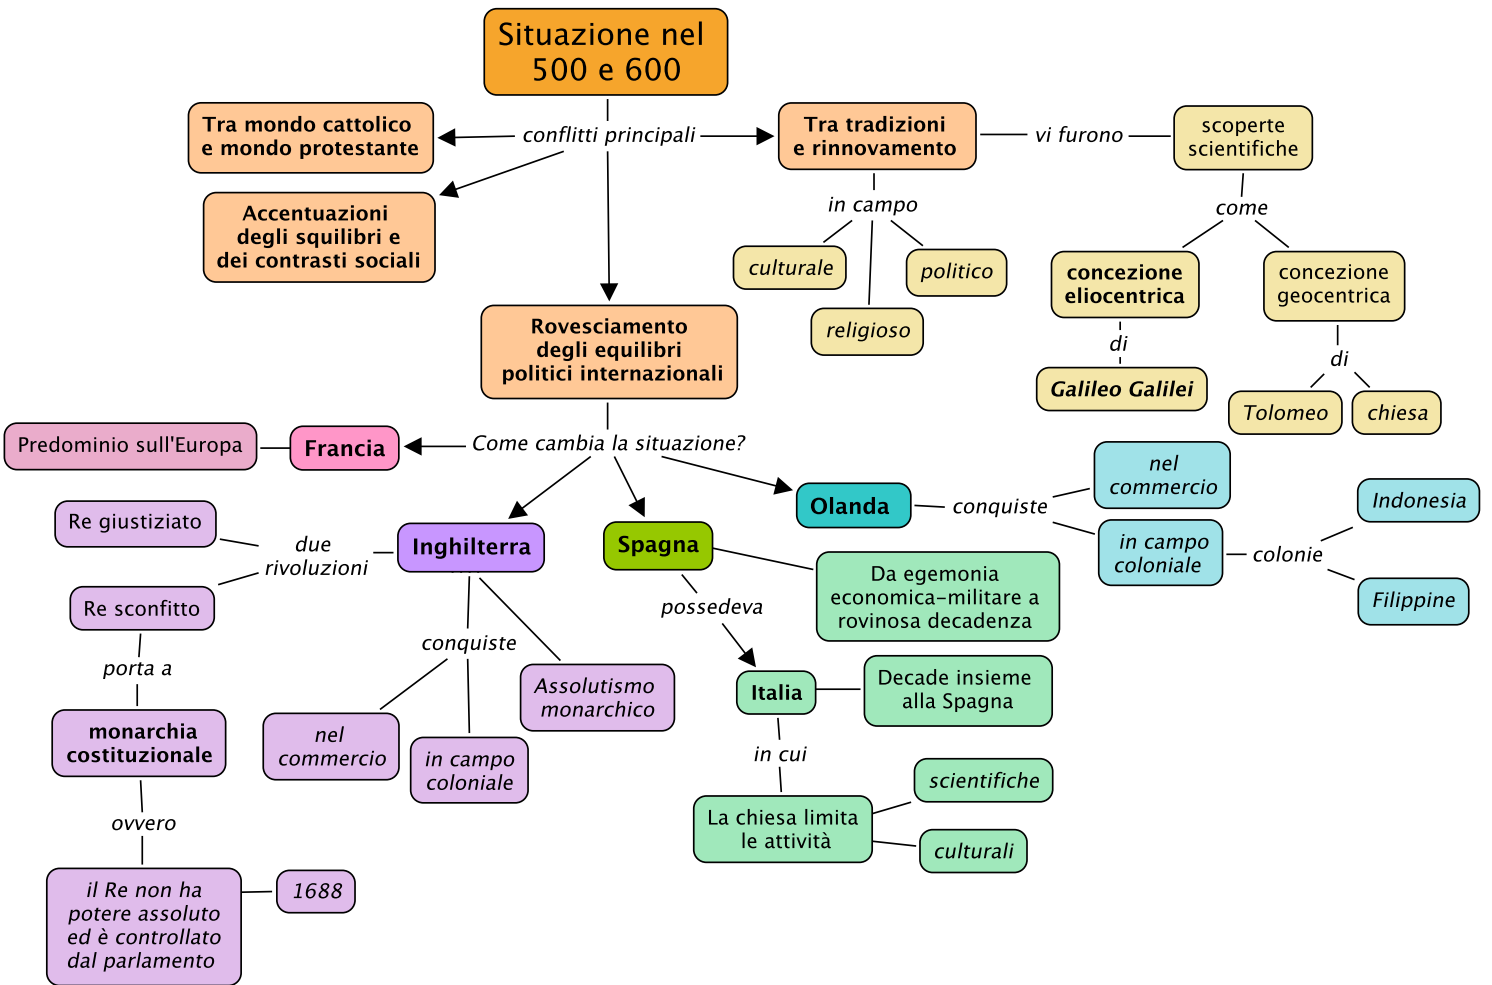 Situazione nel
500 e 600
Tra mondo cattolico
e mondo protestante
conflitti principali
Tra tradizioni
e rinnovamento
vi furono
scoperte
scientifiche
Accentuazioni
degli squilibri e
dei contrasti sociali
in campo
come
culturale
politico
religioso
concezione
eliocentrica
concezione
geocentrica
di
di
Galileo Galilei
Tolomeo
chiesa
Rovesciamento
degli equilibri
politici internazionali
Predominio sull'Europa
Francia
Come cambia la situazione?
Olanda
conquiste
nel
commercio
in campo
coloniale
colonie
Indonesia
Filippine
Re giustiziato
due
rivoluzioni
Inghilterra
Spagna
Da egemonia
economica-militare a
rovinosa decadenza
Re sconfitto
possedeva
conquiste
porta a
Assolutismo
monarchico
Italia
Decade insieme
alla Spagna
monarchia
costituzionale
nel
commercio
in campo
coloniale
in cui
scientifiche
La chiesa limita
le attività
culturali
ovvero
il Re non ha
potere assoluto
ed è controllato
dal parlamento
1688